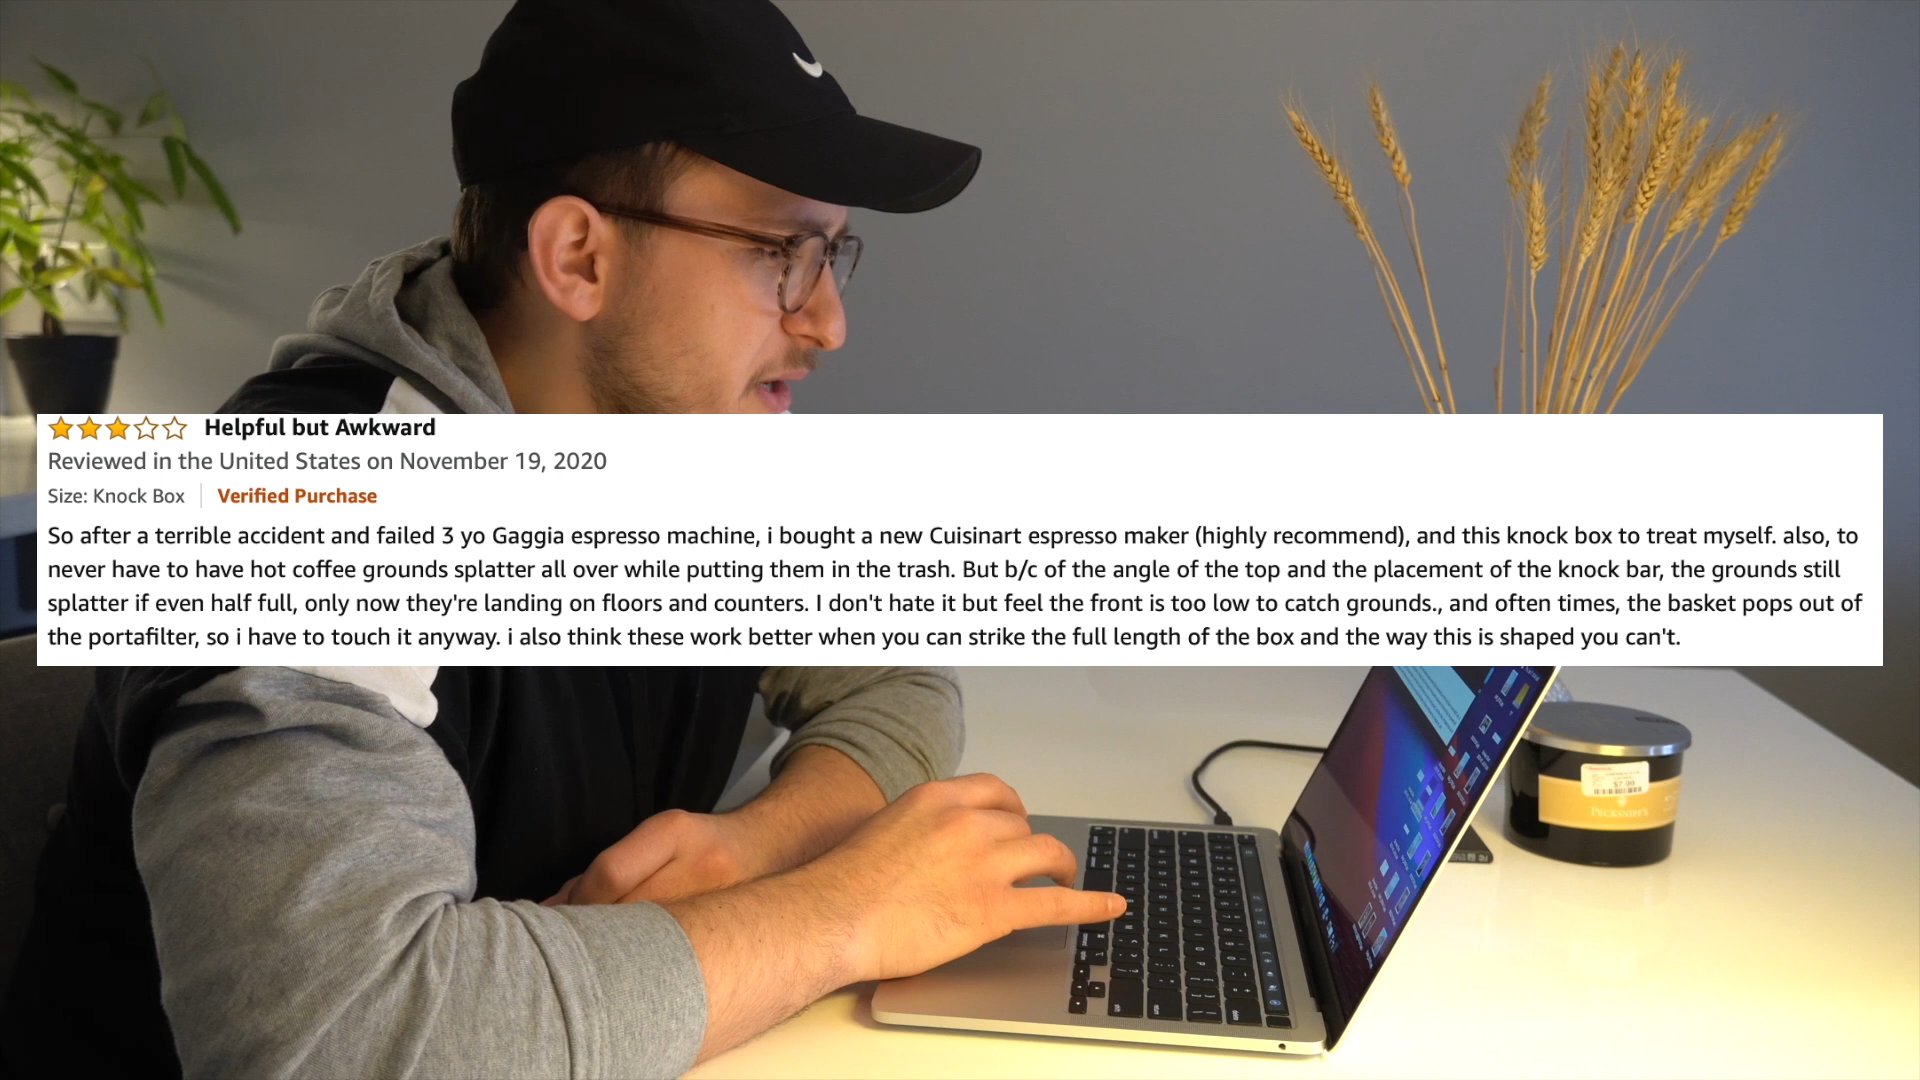 Helpful but Awkward
Reviewed in the United States on November 19, 2020
Size: Knock Box Verified Purchase
So after a terrible accident and failed 3 yo Gaggia espresso machine, i bought a new Cuisinart espresso maker (highly recommend), and this knock box to treat myself. also, to
never have to have hot coffee grounds splatter all over while putting them in the trash. But b/c of the angle of the top and the placement of the knock bar, the grounds still
splatter if even half full, only now they're landing on floors and counters. I don't hate it but feel the front is too low to catch grounds., and often times, the basket pops out of
the portafilter, so i have to touch it anyway. i also think these work better when you can strike the full length of the box and the way this is shaped you can't.
$7.99